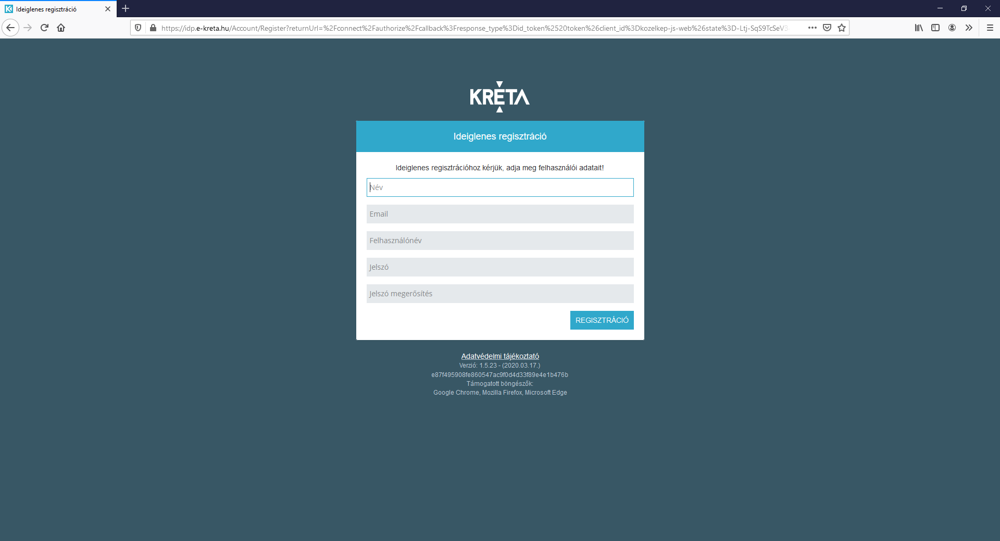 Ideiglenes regisztráció
https://idp.e-kreta.hu/Account/Register?returnUrl=%2Fconnect%2Fauthorize%2Fcallback%3Fresponse_type%3Did_token%2520token%26client_id%3Dkozelkep-js-web%26state%3D-Ltj-SqS9TcSeV3
KRÉTA
Ideiglenes regisztráció
Ideiglenes regisztrációhoz kérjük, adja meg felhasználói adatait!
Név
Email
Felhasználónév
Jelszó
Jelszó megerősítés
REGISZTRÁCIÓ
Adatvédelmi tájékoztató
Verzió: 1.5.23 - (2020.03.17.)
e87f495908fe860547ac9f0d4d33f89e4e1b476b
Támogatott böngészők:
Google Chrome, Mozilla Firefox, Microsoft Edge